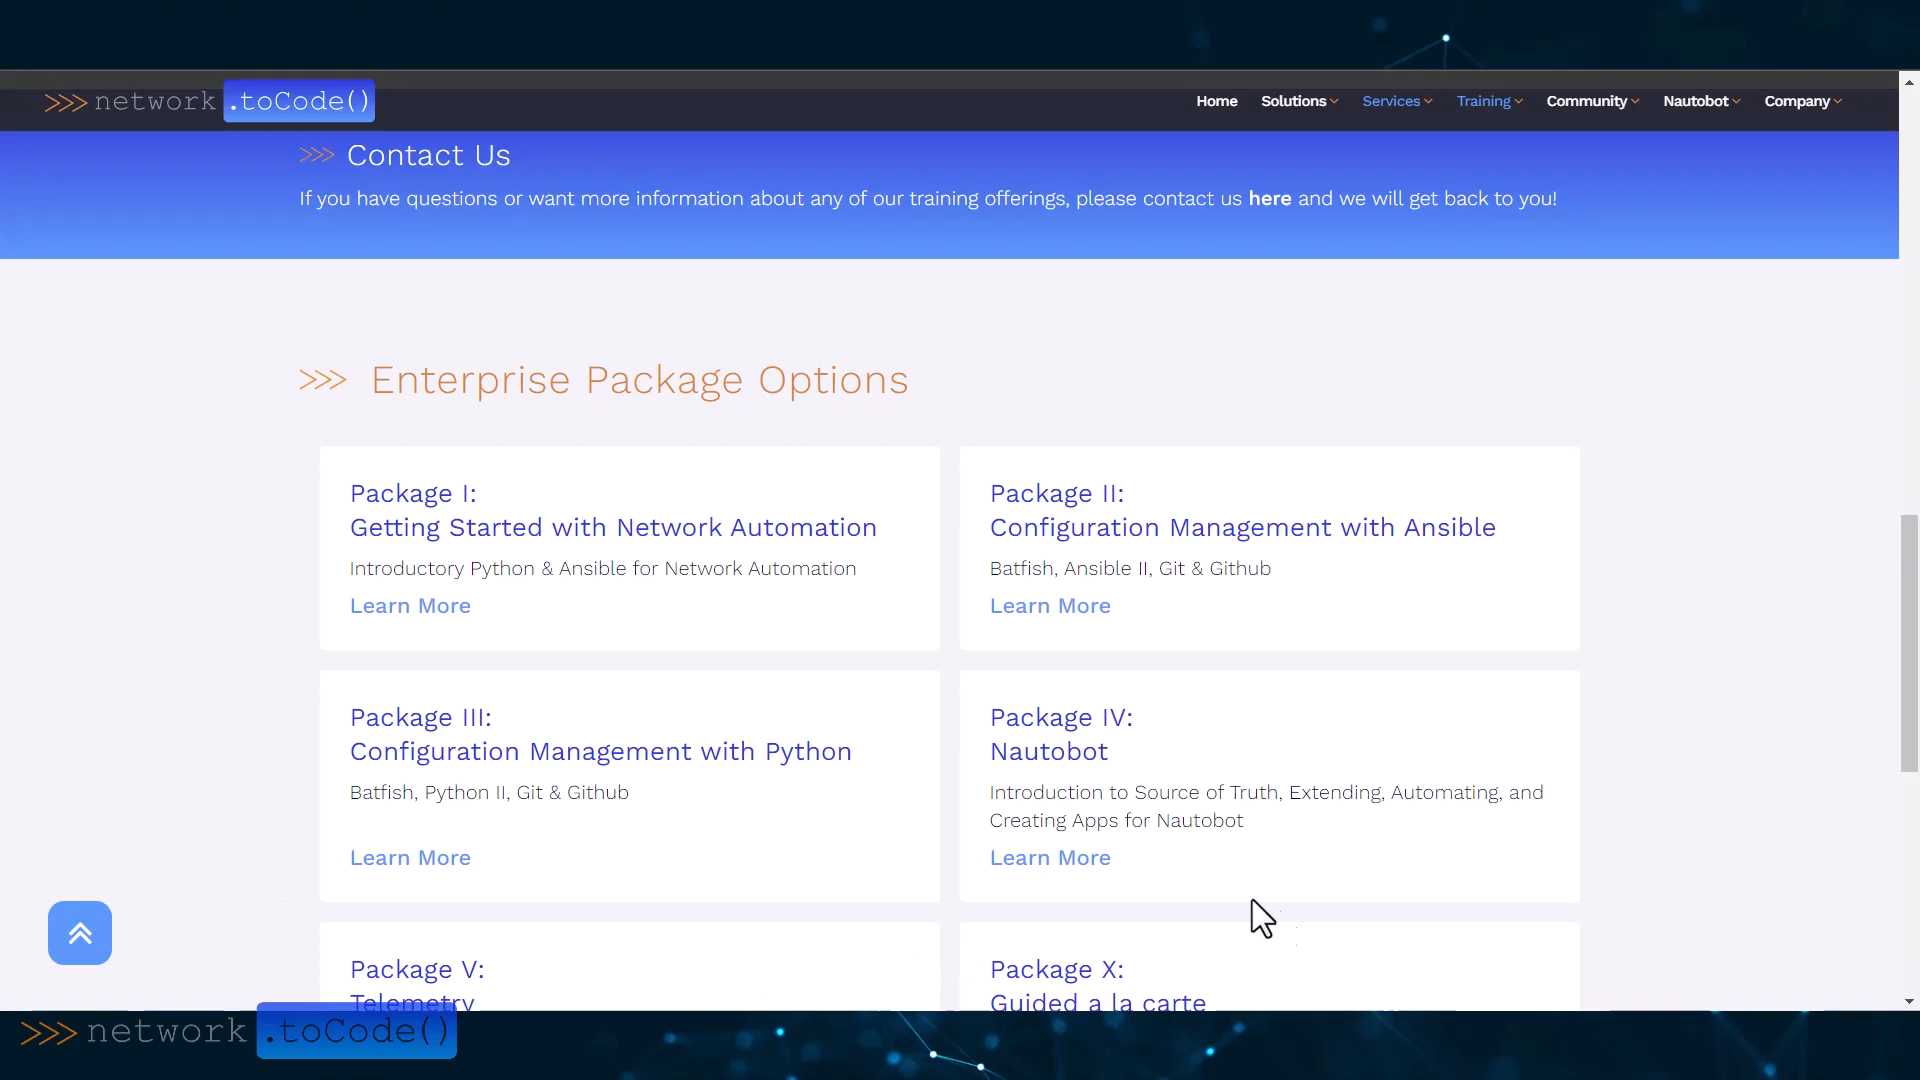 >>> network .toCode()
Home Solutions Services Training Community Nautobot Company
>>> Contact Us
If you have questions or want more information about any of our training offerings, please contact us here and we will get back to you!
>>> Enterprise Package Options
Package I:
Getting Started with Network Automation
Introductory Python & Ansible for Network Automation
Learn More
Package II:
Configuration Management with Ansible
Batfish, Ansible II, Git & Github
Learn More
Package III:
Configuration Management with Python
Batfish, Python II, Git & Github
Learn More
Package IV:
Nautobot
Introduction to Source of Truth, Extending, Automating, and
Creating Apps for Nautobot
Learn More
Package V:
Telemetry
Package X:
Guided a la carte
>>> network .toCode()